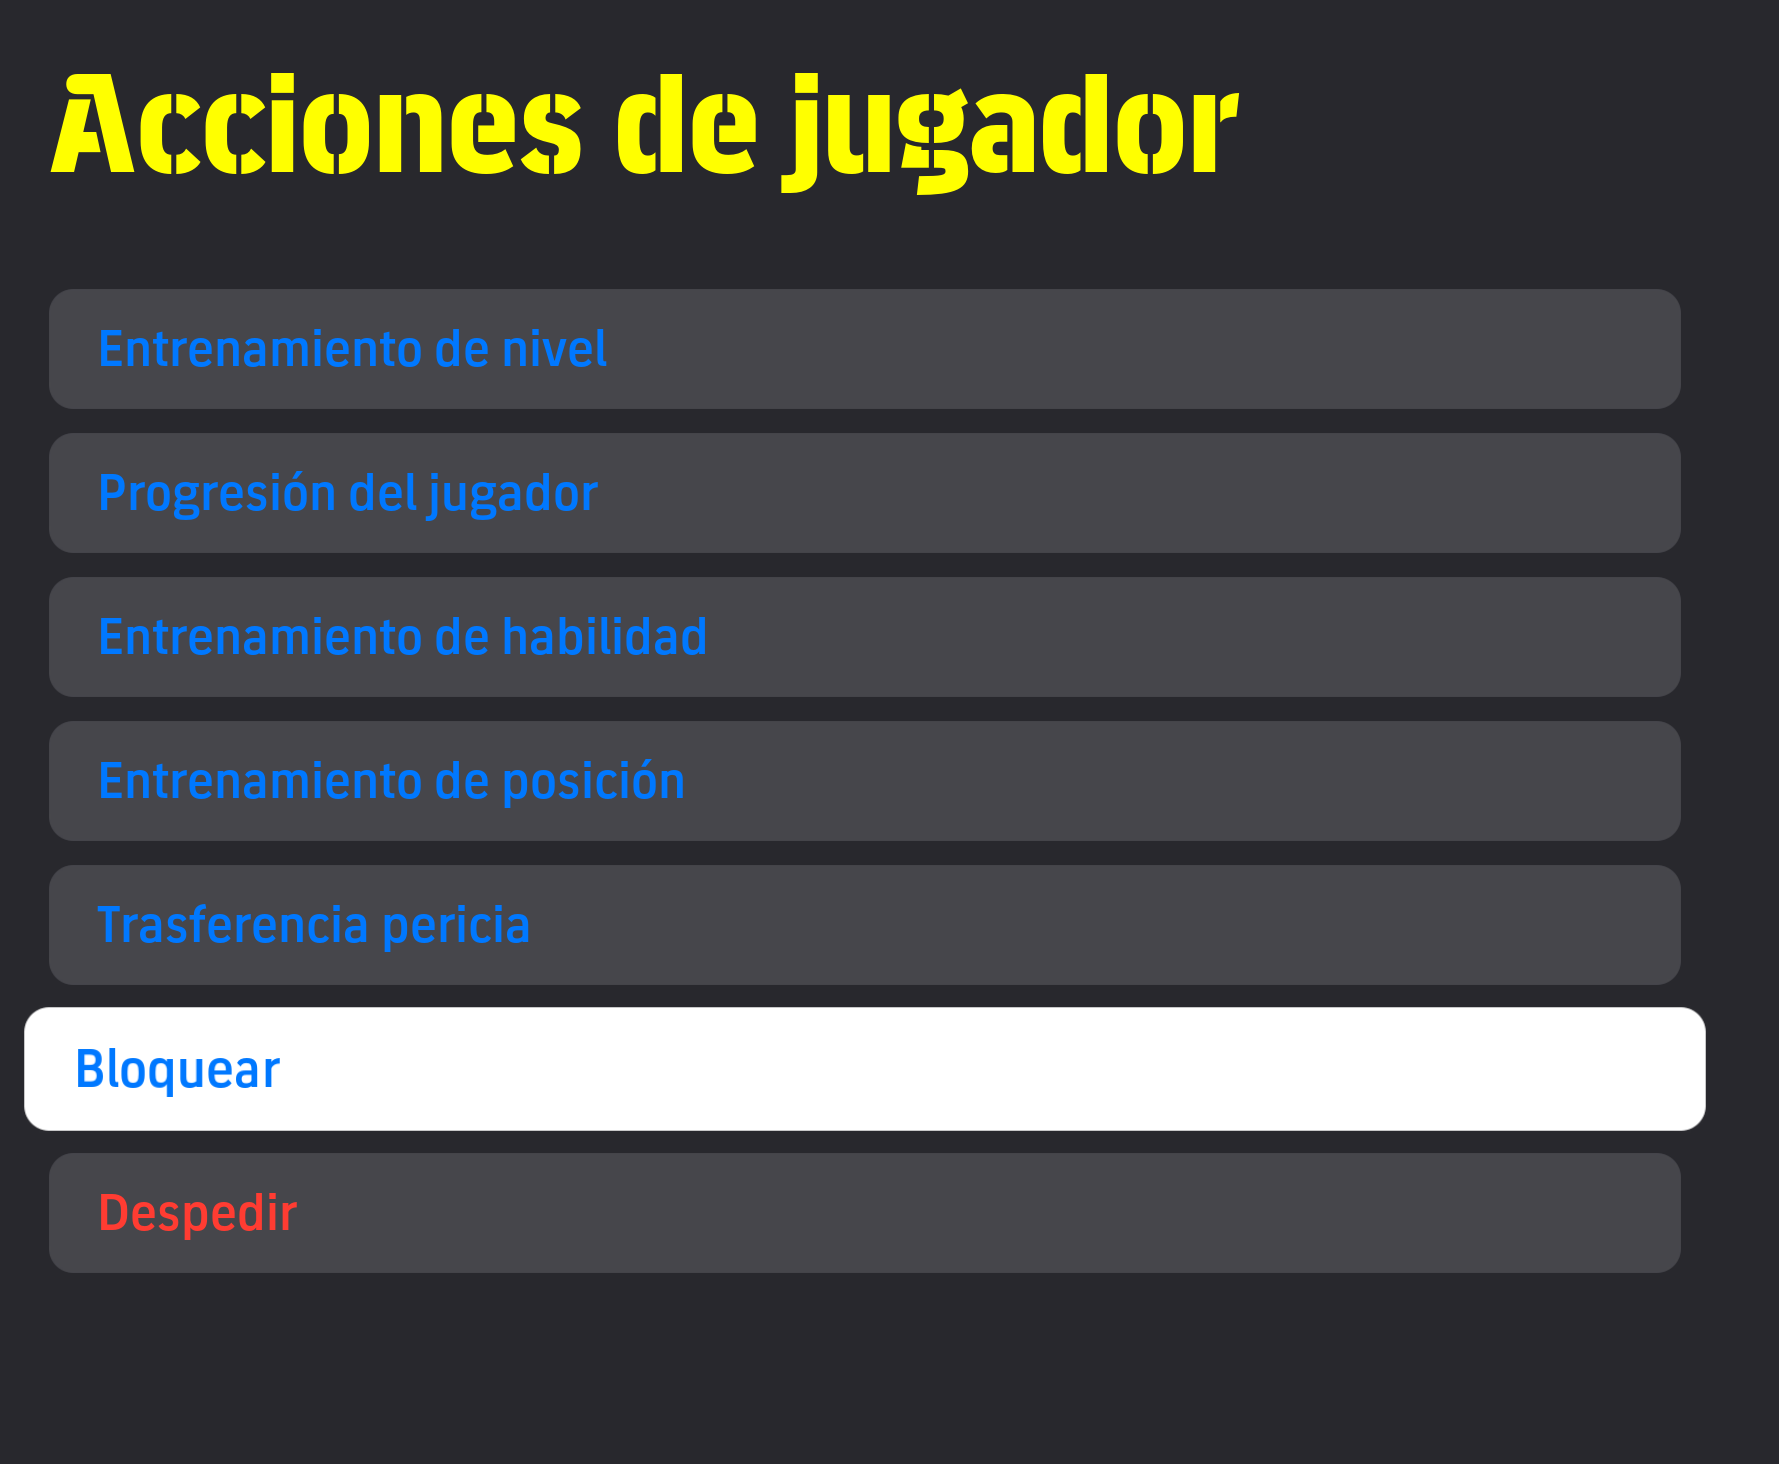 Acciones de jugador
Entrenamiento de nivel
Progresión del jugador
Entrenamiento de habilidad
Entrenamiento de posición
Trasferencia pericia
Bloquear
Despedir